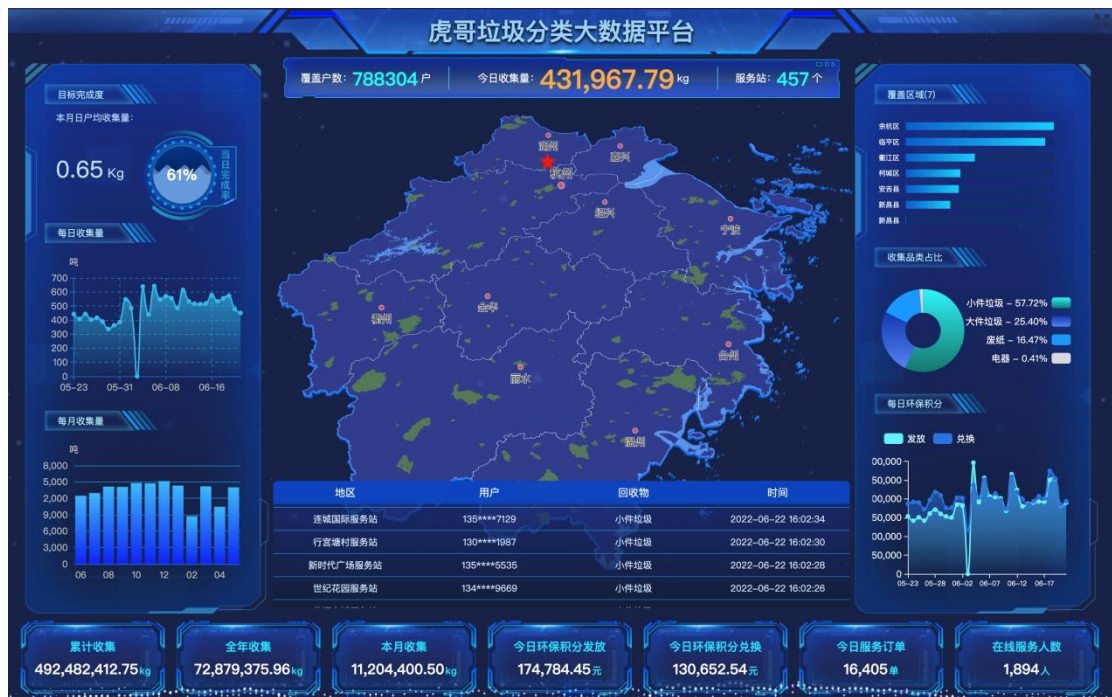 虎哥垃圾分类大数据平台
覆盖户数: 788304 户 今日收集量: 431,967.79 kg 服务站: 457 个
目标完成度
本月日户均收集量:
0.65 Kg
61%
当日完成率
每日收集量
吨
700
600
500
400
300
200
100
0
05-23 05-31 06-08 06-16
每月收集量
吨
8,000
5,000
2,000
9,000
6,000
3,000
0
06 08 10 12 02 04
湖州
嘉兴
杭州
绍兴
宁波
衢州
金华
台州
丽水
温州
地区 用户 回收物 时间
连城国际服务站 135****7129 小件垃圾 2022-06-22 16:02:34
行宫塘村服务站 130****1987 小件垃圾 2022-06-22 16:02:30
新时代广场服务站 135****5535 小件垃圾 2022-06-22 16:02:28
世纪花园服务站 134****9669 小件垃圾 2022-06-22 16:02:26
覆盖区域(7)
余杭区
临平区
衢江区
柯城区
安吉县
新昌县
新昌县
收集品类占比
小件垃圾 - 57.72%
大件垃圾 - 25.40%
废纸 - 16.47%
电器 - 0.41%
每日环保积分
发放 兑换
00,000
50,000
00,000
50,000
00,000
50,000
0
05-23 05-28 06-02 06-07 06-12 06-17
累计收集
492,482,412.75 kg
全年收集
72,879,375.96 kg
本月收集
11,204,400.50 kg
今日环保积分发放
174,784.45 元
今日环保积分兑换
130,652.54 元
今日服务订单
16,405 单
在线服务人数
1,894 人